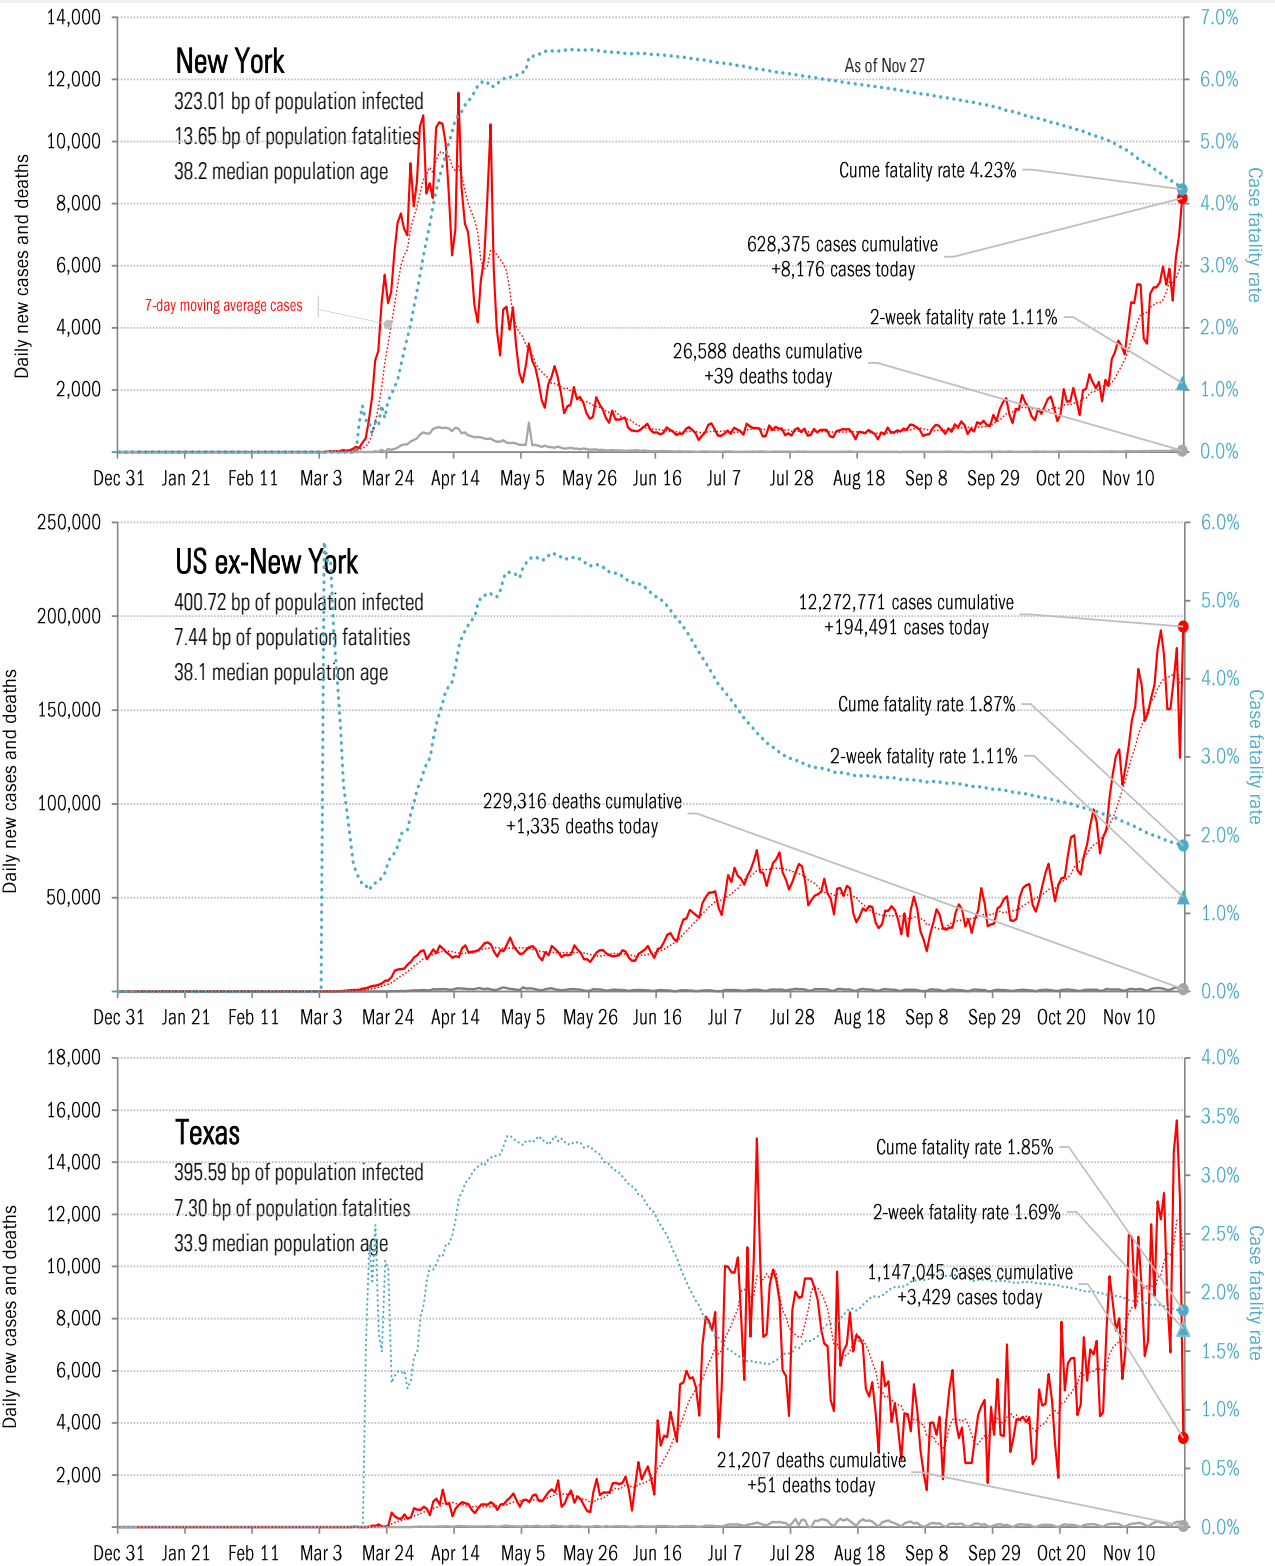 14,000
12,000
10,000
8,000
6,000
4,000
2,000
Daily new cases and deaths
7.0%
6.0%
5.0%
4.0%
3.0%
2.0%
1.0%
0.0%
Case fatality rate
New York
323.01 bp of population infected
13.65 bp of population fatalities
38.2 median population age
As of Nov 27
Cume fatality rate 4.23%
628,375 cases cumulative
+8,176 cases today
7-day moving average cases
2-week fatality rate 1.11%
26,588 deaths cumulative
+39 deaths today
Dec 31 Jan 21 Feb 11 Mar 3 Mar 24 Apr 14 May 5 May 26 Jun 16 Jul 7 Jul 28 Aug 18 Sep 8 Sep 29 Oct 20 Nov 10
250,000
200,000
150,000
100,000
50,000
Daily new cases and deaths
6.0%
5.0%
4.0%
3.0%
2.0%
1.0%
0.0%
Case fatality rate
US ex-New York
400.72 bp of population infected
7.44 bp of population fatalities
38.1 median population age
12,272,771 cases cumulative
+194,491 cases today
Cume fatality rate 1.87%
2-week fatality rate 1.11%
229,316 deaths cumulative
+1,335 deaths today
Dec 31 Jan 21 Feb 11 Mar 3 Mar 24 Apr 14 May 5 May 26 Jun 16 Jul 7 Jul 28 Aug 18 Sep 8 Sep 29 Oct 20 Nov 10
18,000
16,000
14,000
12,000
10,000
8,000
6,000
4,000
2,000
Daily new cases and deaths
4.0%
3.5%
3.0%
2.5%
2.0%
1.5%
1.0%
0.5%
0.0%
Case fatality rate
Texas
395.59 bp of population infected
7.30 bp of population fatalities
33.9 median population age
Cume fatality rate 1.85%
2-week fatality rate 1.69%
1,147,045 cases cumulative
+3,429 cases today
21,207 deaths cumulative
+51 deaths today
Dec 31 Jan 21 Feb 11 Mar 3 Mar 24 Apr 14 May 5 May 26 Jun 16 Jul 7 Jul 28 Aug 18 Sep 8 Sep 29 Oct 20 Nov 10